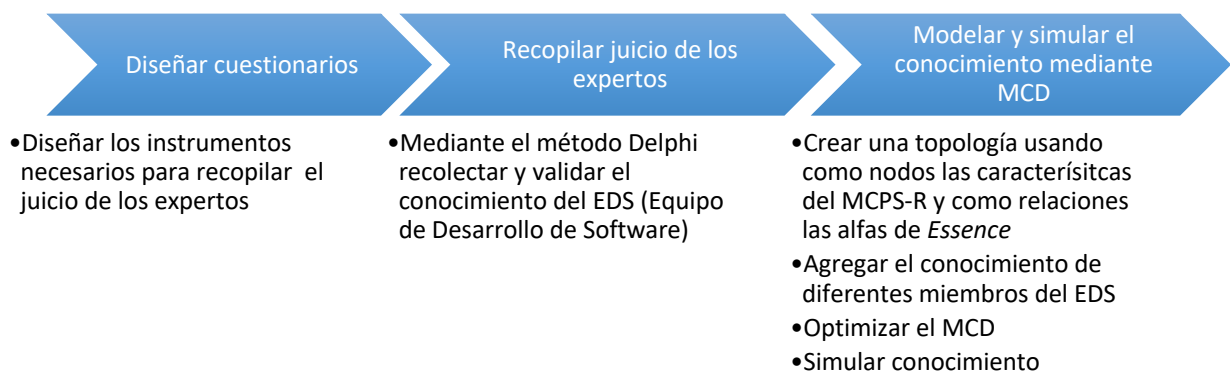 Diseñar cuestionarios
•Diseñar los instrumentos
necesarios para recopilar el
juicio de los expertos
Recopilar juicio de los
expertos
•Mediante el método Delphi
recolectar y validar el
conocimiento del EDS (Equipo
de Desarrollo de Software)
Modelar y simular el
conocimiento mediante
MCD
•Crear una topología usando
como nodos las caracterísitcas
del MCPS-R y como relaciones
las alfas de Essence
•Agregar el conocimiento de
diferentes miembros del EDS
•Optimizar el MCD
•Simular conocimiento